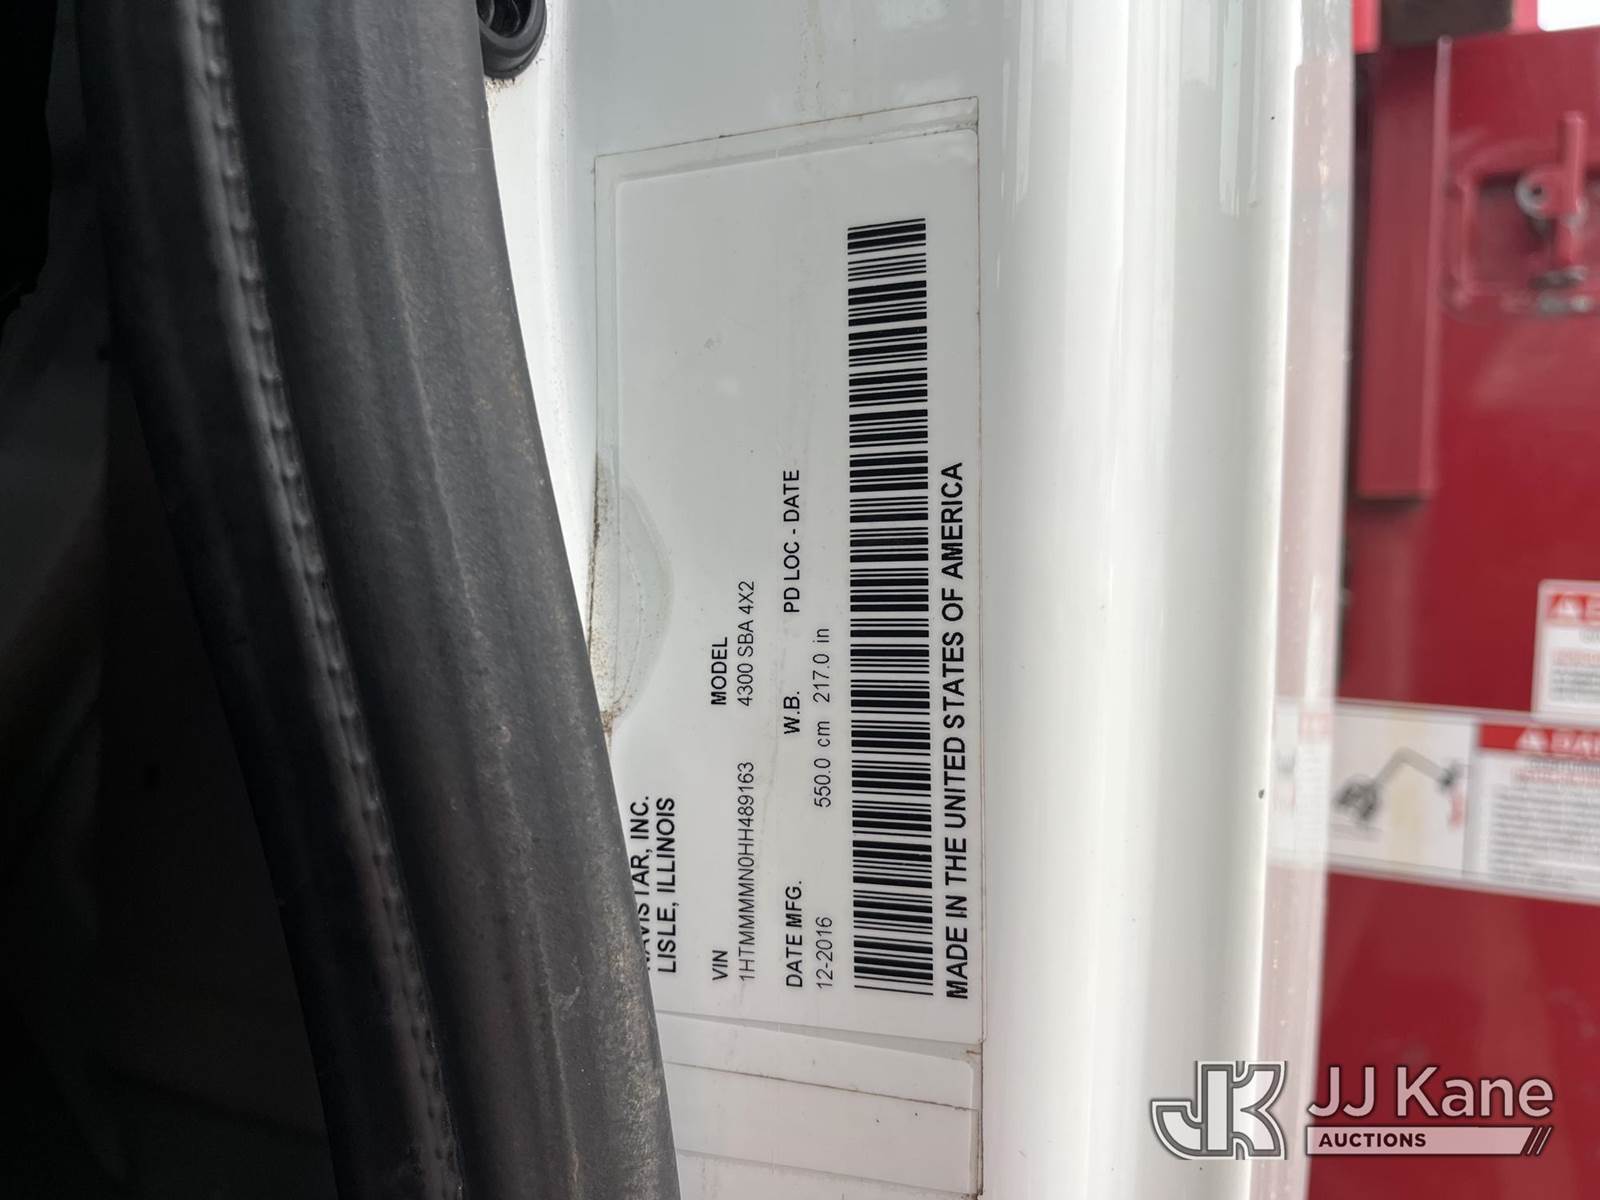 NAVISTAR, INC.
LISLE, ILLINOIS
VIN MODEL
1HTMMMMN0HH489163 4300 SBA 4X2
DATE MFG. W.B. PD LOC - DATE
12-2016 550.0 cm 217.0 in
MADE IN THE UNITED STATES OF AMERICA
JJ Kane
AUCTIONS